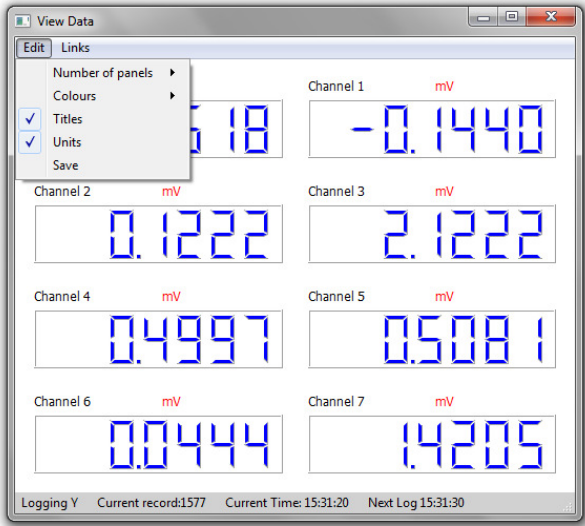 View Data
Edit Links
Number of panels
Colours
Titles
Units
Save
Channel 1 mV
-0.1440
Channel 2 mV Channel 3 mV
0.1222 2.1222
Channel 4 mV Channel 5 mV
0.4997 0.5081
Channel 6 mV Channel 7 mV
0.0444 1.4205
Logging Y Current record:1577 Current Time: 15:31:20 Next Log 15:31:30